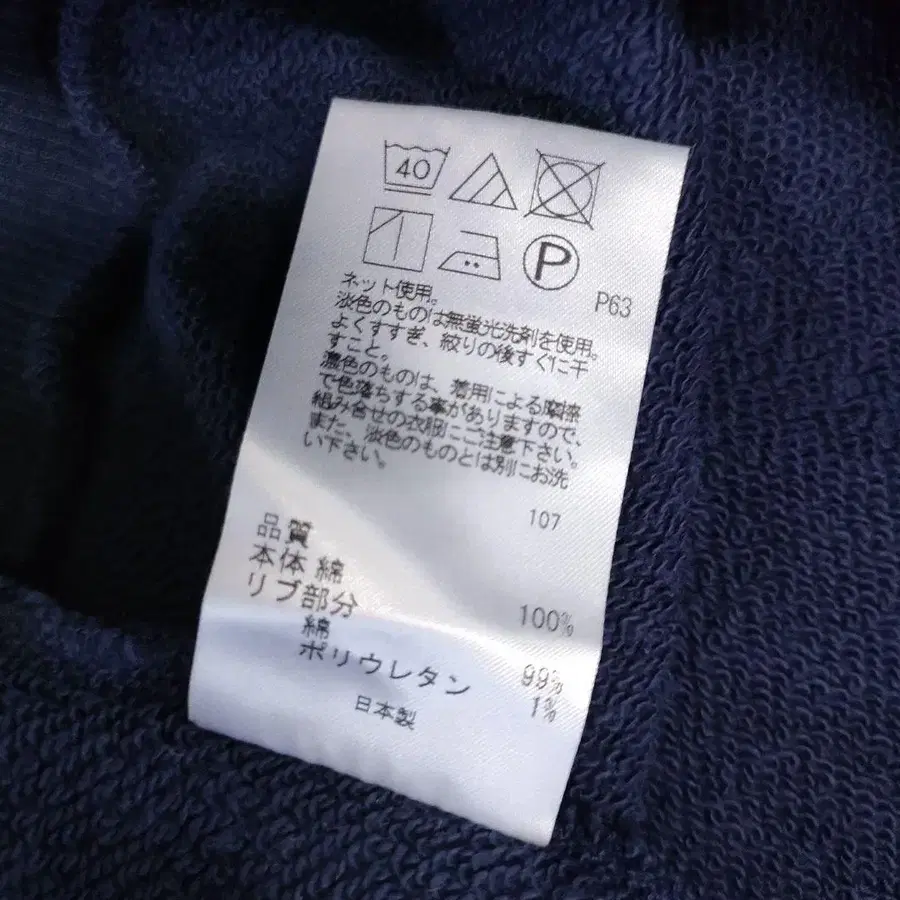 40
P
P63
ネット使用。
淡色のものは無蛍光洗剤を使用。
よくすすぎ、絞りの後すぐに干
すこと。
濃色のものは、着用による摩擦
で色落ちする事がありますので、
組み合せの衣服にご注意下さい。
また、淡色のものとは別にお洗
い下さい。
107
品質
本体 綿 100%
リブ部分
綿 99%
ポリウレタン 1%
日本製